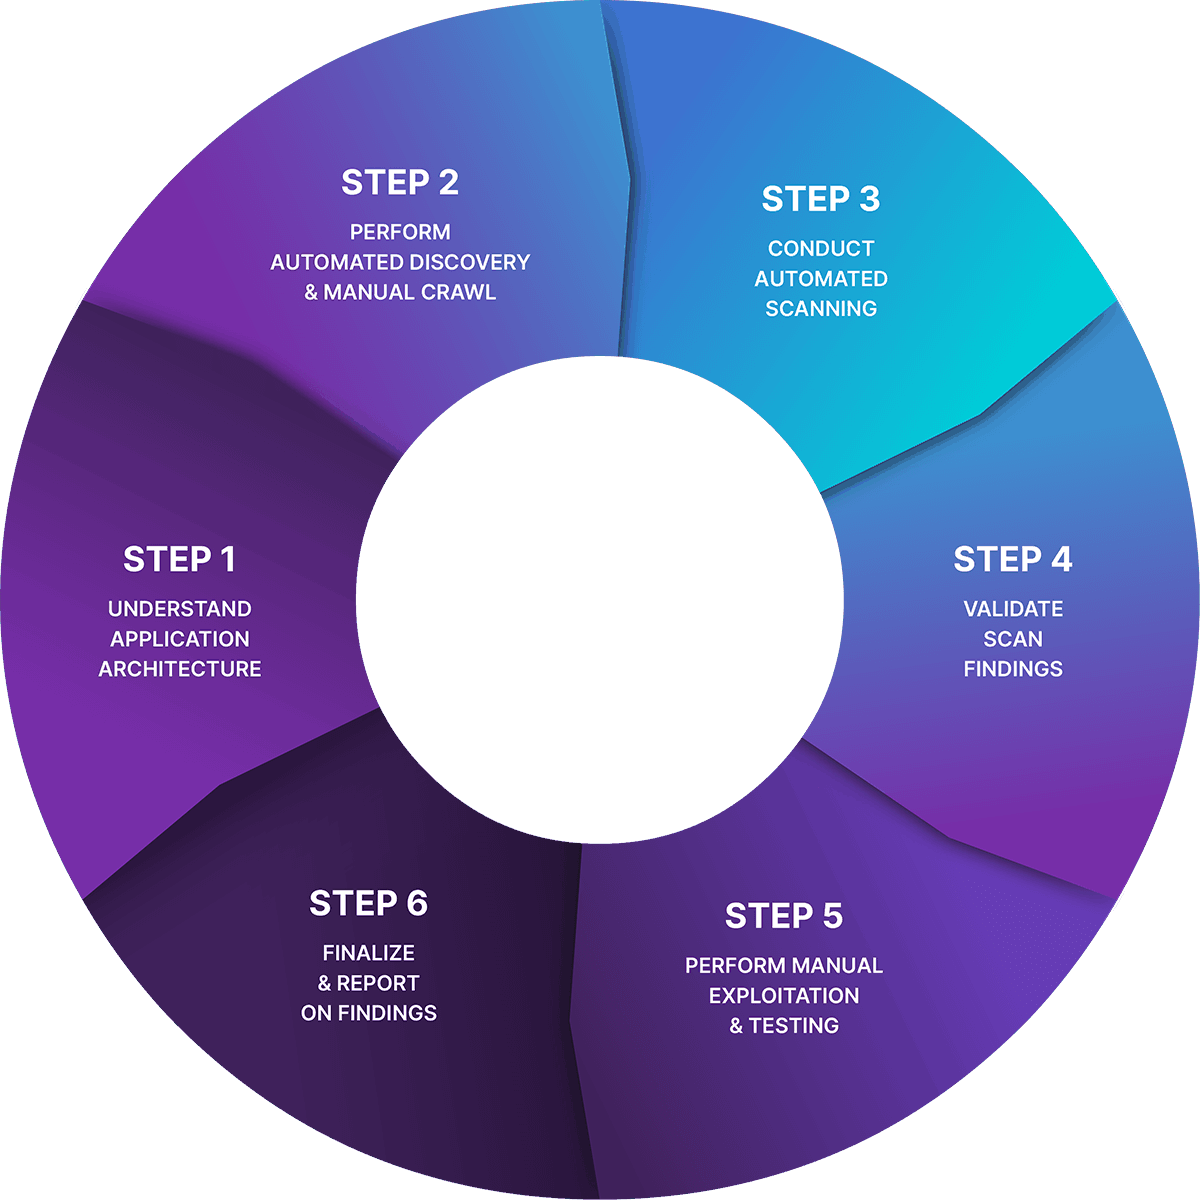 STEP 1
UNDERSTAND
APPLICATION
ARCHITECTURE
STEP 2
PERFORM
AUTOMATED DISCOVERY
& MANUAL CRAWL
STEP 3
CONDUCT
AUTOMATED
SCANNING
STEP 4
VALIDATE
SCAN
FINDINGS
STEP 5
PERFORM MANUAL
EXPLOITATION
& TESTING
STEP 6
FINALIZE
& REPORT
ON FINDINGS